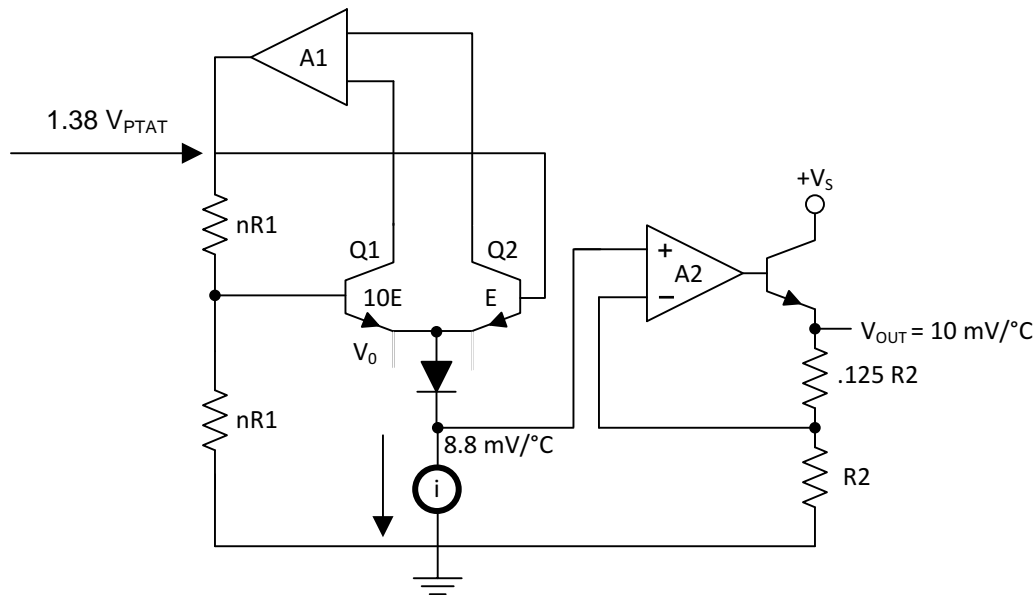 A1
1.38 VPTAT
+VS
nR1
Q1
Q2
+
A2
−
10E
E
V0
VOUT = 10 mV/°C
.125 R2
nR1
8.8 mV/°C
i
R2